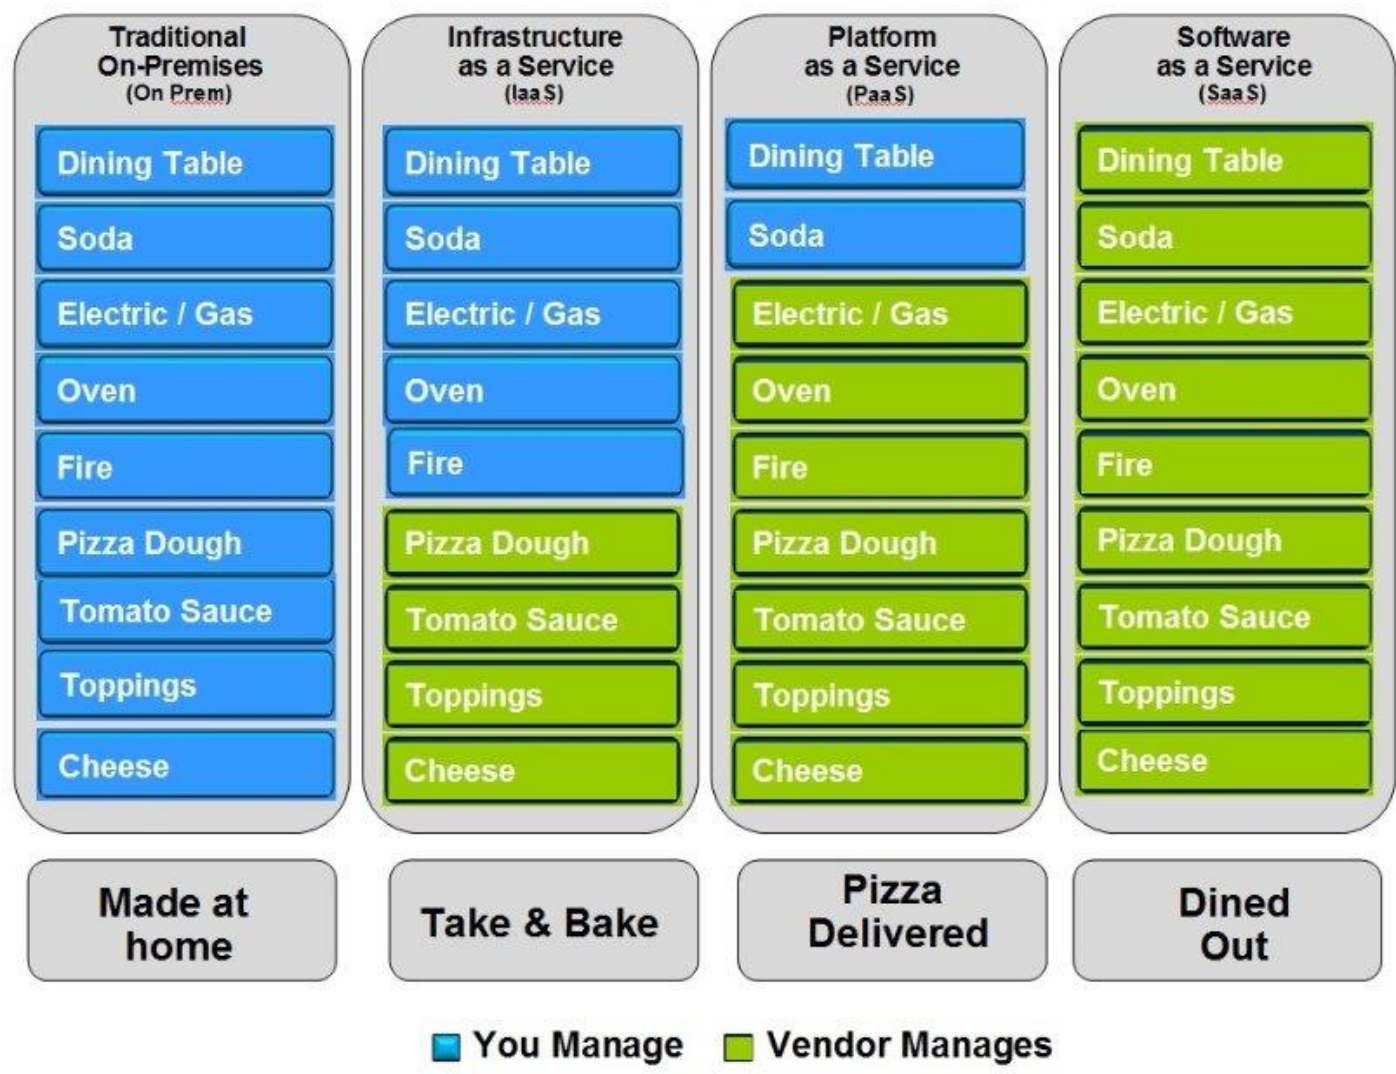 Traditional
On-Premises
(On Prem)
Dining Table
Soda
Electric / Gas
Oven
Fire
Pizza Dough
Tomato Sauce
Toppings
Cheese
Made at
home
Infrastructure
as a Service
(IaaS)
Dining Table
Soda
Electric / Gas
Oven
Fire
Pizza Dough
Tomato Sauce
Toppings
Cheese
Take & Bake
Platform
as a Service
(PaaS)
Dining Table
Soda
Electric / Gas
Oven
Fire
Pizza Dough
Tomato Sauce
Toppings
Cheese
Pizza
Delivered
Software
as a Service
(SaaS)
Dining Table
Soda
Electric / Gas
Oven
Fire
Pizza Dough
Tomato Sauce
Toppings
Cheese
Dined
Out
You Manage
Vendor Manages